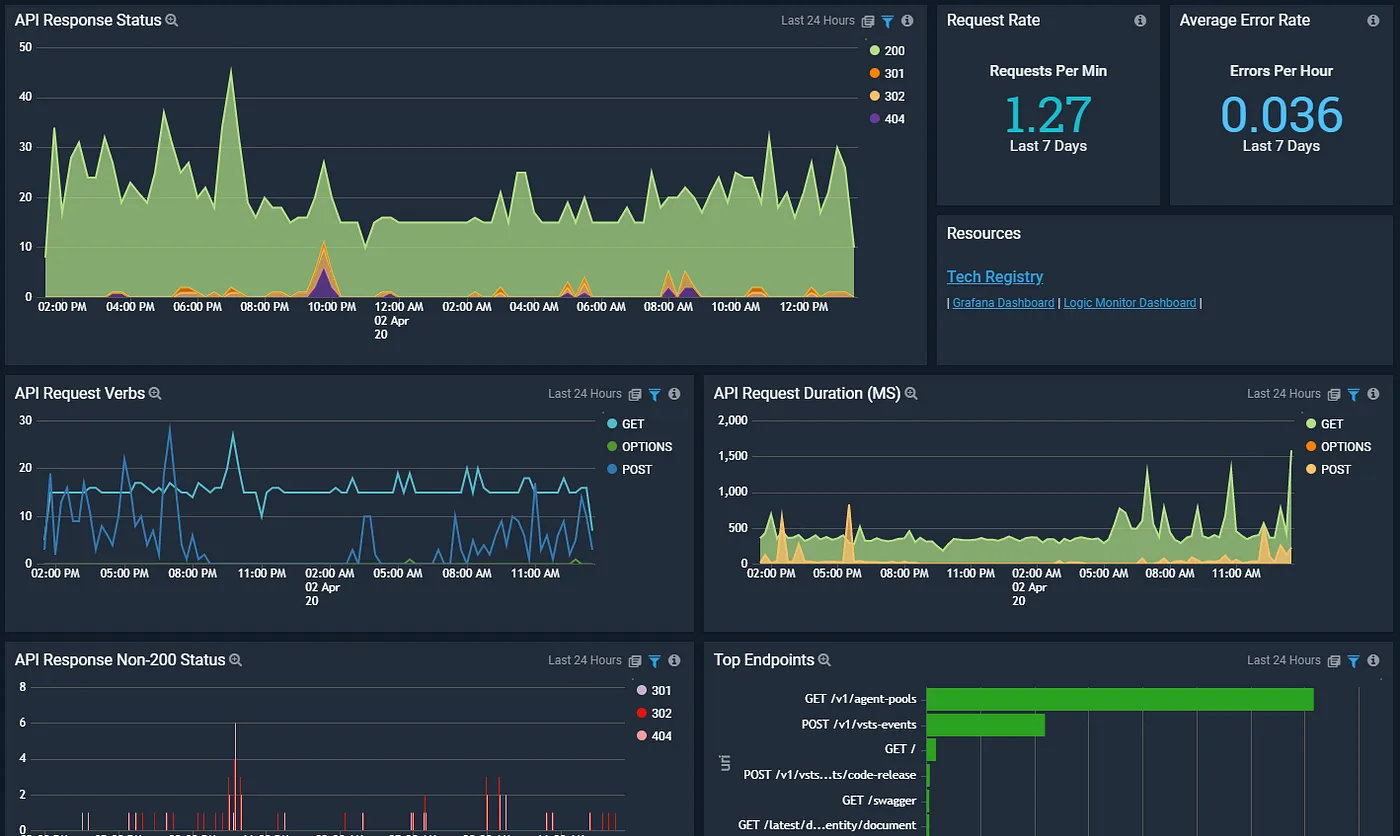 API Response Status
Last 24 Hours
50
40
30
20
10
0
200
301
302
404
02:00 PM 04:00 PM 06:00 PM 08:00 PM 10:00 PM 12:00 AM 02:00 AM 04:00 AM 06:00 AM 08:00 AM 10:00 AM 12:00 PM
02 Apr
20
Request Rate
Requests Per Min
1.27
Last 7 Days
Average Error Rate
Errors Per Hour
0.036
Last 7 Days
Resources
Tech Registry
| Grafana Dashboard | Logic Monitor Dashboard |
API Request Verbs
Last 24 Hours
30
20
10
0
GET
OPTIONS
POST
02:00 PM 05:00 PM 08:00 PM 11:00 PM 02:00 AM 05:00 AM 08:00 AM 11:00 AM
02 Apr
20
API Request Duration (MS)
Last 24 Hours
2,000
1,500
1,000
500
0
GET
OPTIONS
POST
02:00 PM 05:00 PM 08:00 PM 11:00 PM 02:00 AM 05:00 AM 08:00 AM 11:00 AM
02 Apr
20
API Response Non-200 Status
Last 24 Hours
8
6
4
2
0
301
302
404
Top Endpoints
Last 24 Hours
uri
GET /v1/agent-pools
POST /v1/vsts-events
GET /
POST /v1/vsts...ts/code-release
GET /swagger
GET /latest/d...entity/document